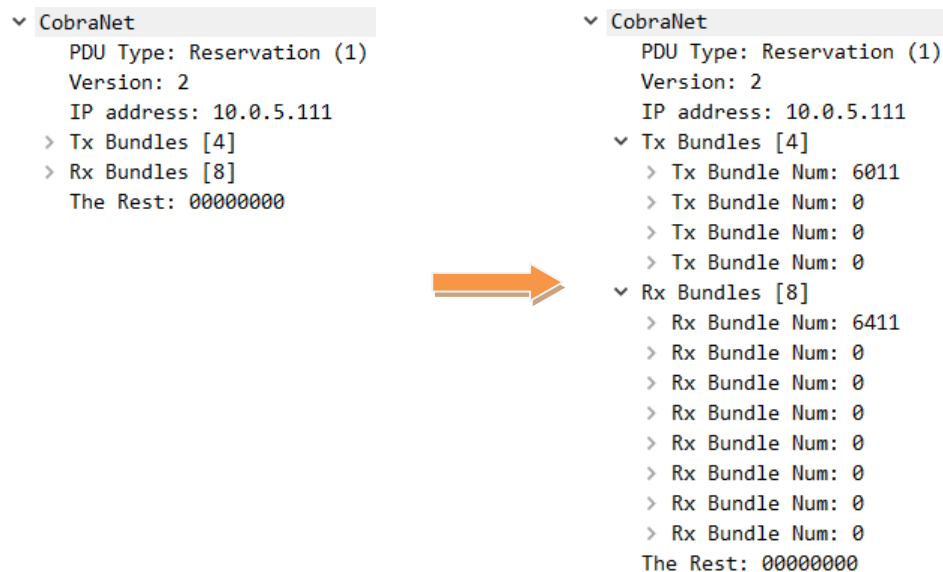 CobraNet
PDU Type: Reservation (1)
Version: 2
IP address: 10.0.5.111
Tx Bundles [4]
Rx Bundles [8]
The Rest: 00000000
CobraNet
PDU Type: Reservation (1)
Version: 2
IP address: 10.0.5.111
Tx Bundles [4]
Tx Bundle Num: 6011
Tx Bundle Num: 0
Tx Bundle Num: 0
Tx Bundle Num: 0
Rx Bundles [8]
Rx Bundle Num: 6411
Rx Bundle Num: 0
Rx Bundle Num: 0
Rx Bundle Num: 0
Rx Bundle Num: 0
Rx Bundle Num: 0
Rx Bundle Num: 0
Rx Bundle Num: 0
The Rest: 00000000